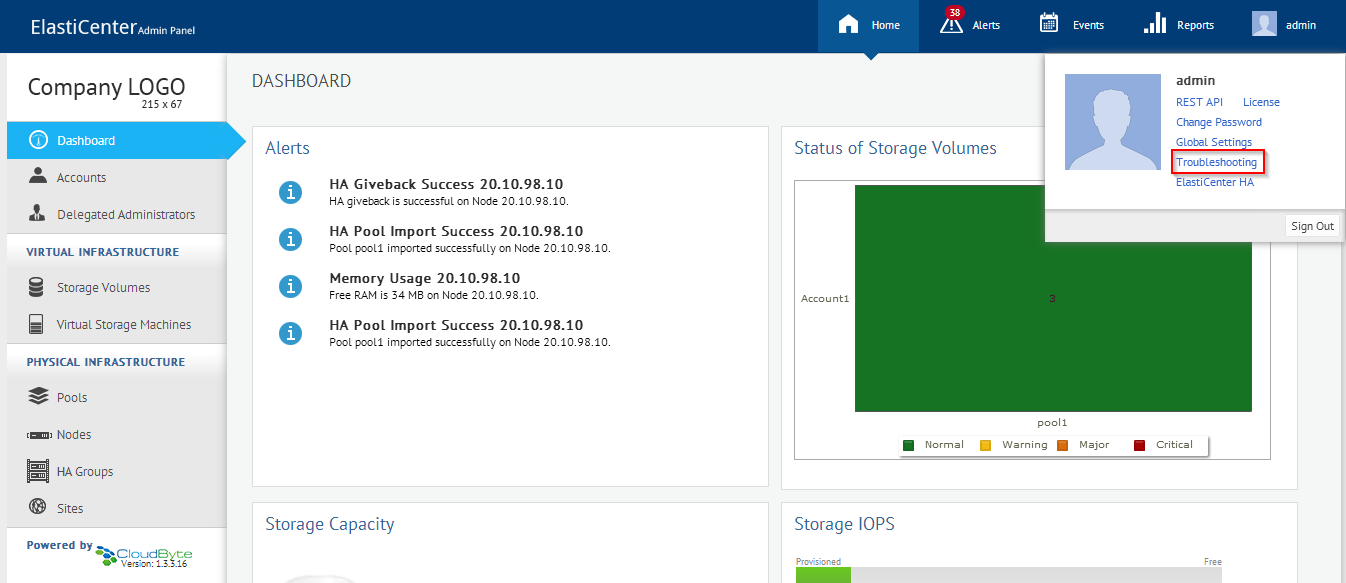 ElastiCenter Admin Panel
Home
38
Alerts
Events
Reports
admin
Company LOGO
215 x 67
Dashboard
Accounts
Delegated Administrators
VIRTUAL INFRASTRUCTURE
Storage Volumes
Virtual Storage Machines
PHYSICAL INFRASTRUCTURE
Pools
Nodes
HA Groups
Sites
Powered by CloudByte
Version: 1.3.3.16
DASHBOARD
Alerts
HA Giveback Success 20.10.98.10
HA giveback is successful on Node 20.10.98.10.
HA Pool Import Success 20.10.98.10
Pool pool1 imported successfully on Node 20.10.98.10.
Memory Usage 20.10.98.10
Free RAM is 34 MB on Node 20.10.98.10.
HA Pool Import Success 20.10.98.10
Pool pool1 imported successfully on Node 20.10.98.10.
Status of Storage Volumes
Account1
3
pool1
Normal Warning Major Critical
admin
REST API License
Change Password
Global Settings
Troubleshooting
ElastiCenter HA
Sign Out
Storage Capacity
Storage IOPS
Provisioned Free